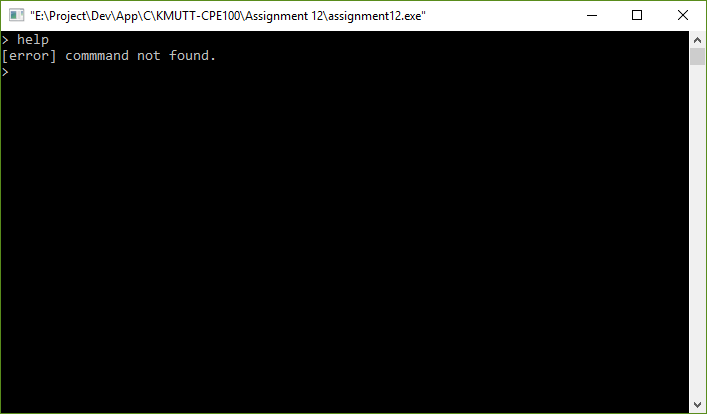 "E:\Project\Dev\App\C\KMUTT-CPE100\Assignment 12\assignment12.exe"
> help
[error] commmand not found.
>